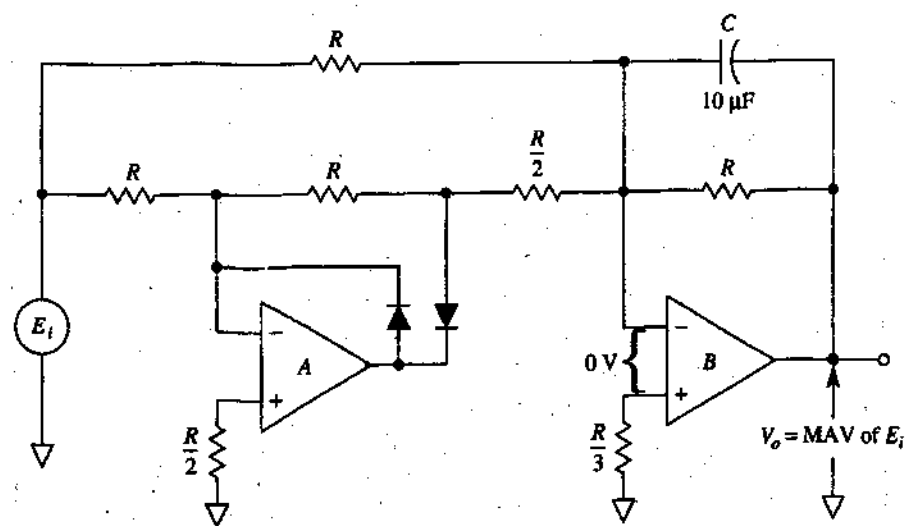 R
C
10 µF
R
R
R/2
R
E_i
−
A
+
R/2
0 V
−
B
+
R/3
V_o = MAV of E_i